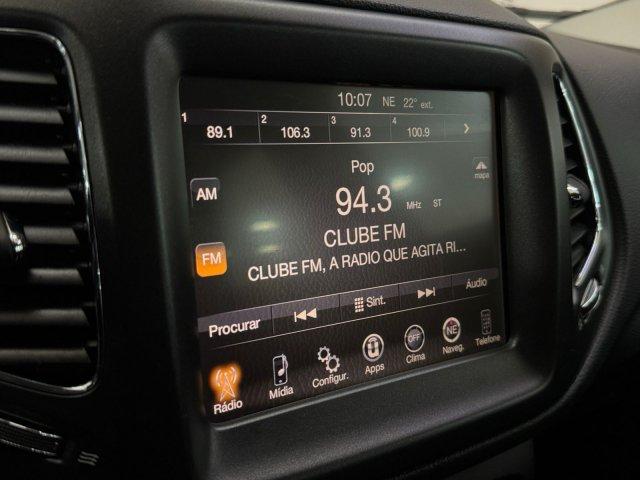 10:07 NE 22° ext.
1 89.1 2 106.3 3 91.3 4 100.9
Pop
mapa
AM
94.3 MHz ST
CLUBE FM
FM
CLUBE FM, A RADIO QUE AGITA RI...
Procurar Sint. Áudio
OFF NE
Rádio Mídia Configur. Apps Clima Naveg. Telefone